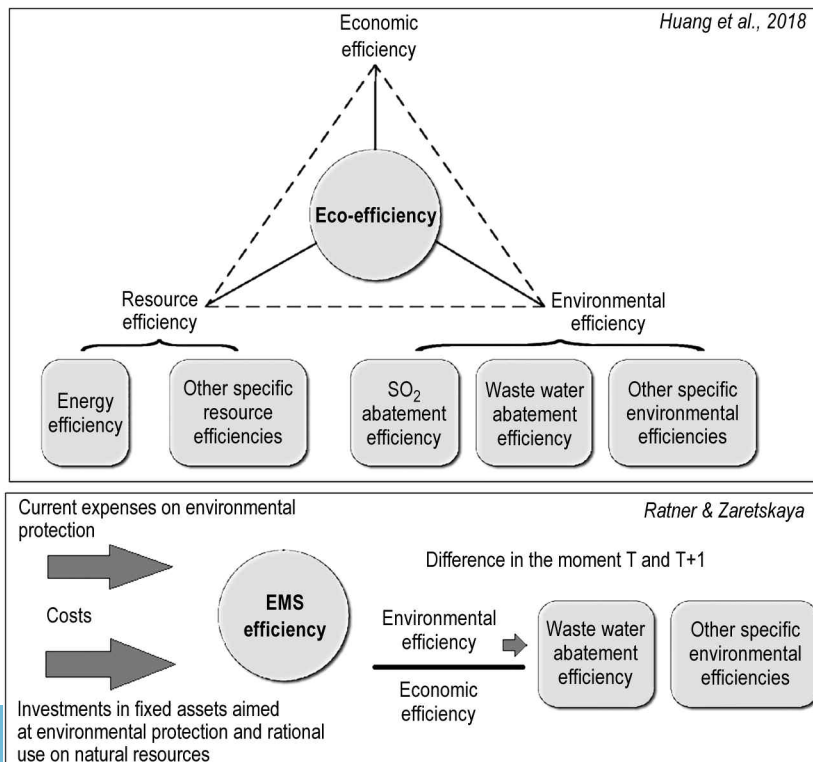 Economic
efficiency
Huang et al., 2018
Eco-efficiency
Resource
efficiency
Environmental
efficiency
Energy
efficiency
Other specific
resource
efficiencies
SO₂
abatement
efficiency
Waste water
abatement
efficiency
Other specific
environmental
efficiencies
Current expenses on environmental
protection
Ratner & Zaretskaya
Costs
Investments in fixed assets aimed
at environmental protection and rational
use on natural resources
EMS
efficiency
Difference in the moment T and T+1
Environmental
efficiency
Economic
efficiency
Waste water
abatement
efficiency
Other specific
environmental
efficiencies